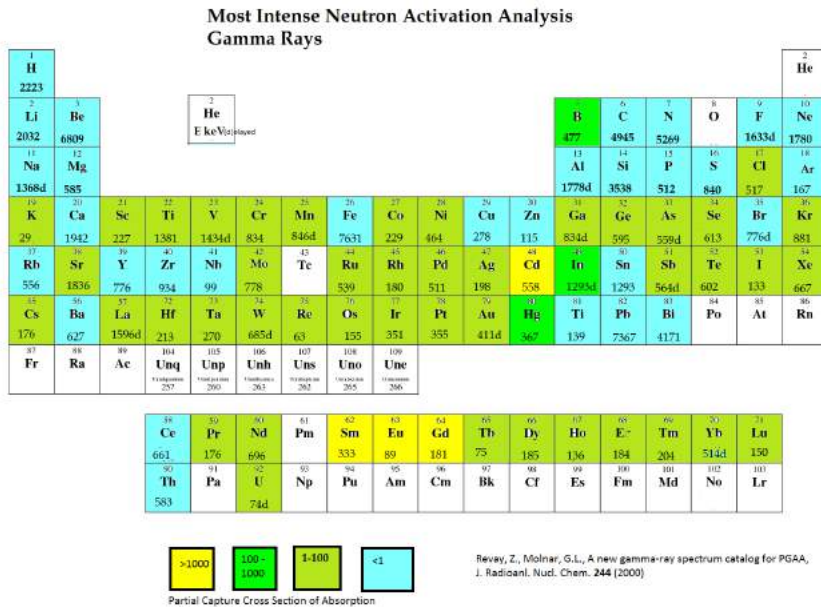 Most Intense Neutron Activation Analysis
Gamma Rays
1 2
H He
2223
2
He
E keV(d)elayed
6 7 8 9 10
Li Be B C N O F Ne
2032 6809 477 4945 5269 1633d 1780
11 12 13 14 15 16 17 18
Na Mg Al Si P S Cl Ar
1368d 585 1778d 3538 512 840 517 167
19 20 21 22 23 24 25 26 27 28 29 30 31 32 33 34 35 36
K Ca Sc Ti V Cr Mn Fe Co Ni Cu Zn Ga Ge As Se Br Kr
29 1942 227 1381 1434d 834 846d 7631 229 464 278 115 834d 595 559d 613 776d 881
37 38 39 40 41 42 43 44 45 46 47 48 49 50 51 52 53 54
Rb Sr Y Zr Nb Mo Tc Ru Rh Pd Ag Cd In Sn Sb Te I Xe
556 1836 776 934 99 778 539 180 511 198 558 1293d 1293 564d 602 133 667
55 56 57 72 73 74 75 76 77 78 79 80 81 82 83 84 85 86
Cs Ba La Hf Ta W Re Os Ir Pt Au Hg Ti Pb Bi Po At Rn
176 627 1596d 213 270 685d 63 155 351 355 411d 367 139 7367 4171
87 88 89 104 105 106 107 108 109
Fr Ra Ac Unq Unp Unh Uns Uno Une
257 260 263 262 265 266
58 59 60 61 62 63 64 65 66 67 68 69 70 71
Ce Pr Nd Pm Sm Eu Gd Tb Dy Ho Er Tm Yb Lu
661 176 696 333 89 181 75 185 136 184 204 514d 150
90 91 92 93 94 95 96 97 98 99 100 101 102 103
Th Pa U Np Pu Am Cm Bk Cf Es Fm Md No Lr
583 74d
>1000 100 - 1000 1-100 <1
Partial Capture Cross Section of Absorption
Revay, Z., Molnar, G.L., A new gamma-ray spectrum catalog for PGAA,
J. Radioanl. Nucl. Chem. 244 (2000)